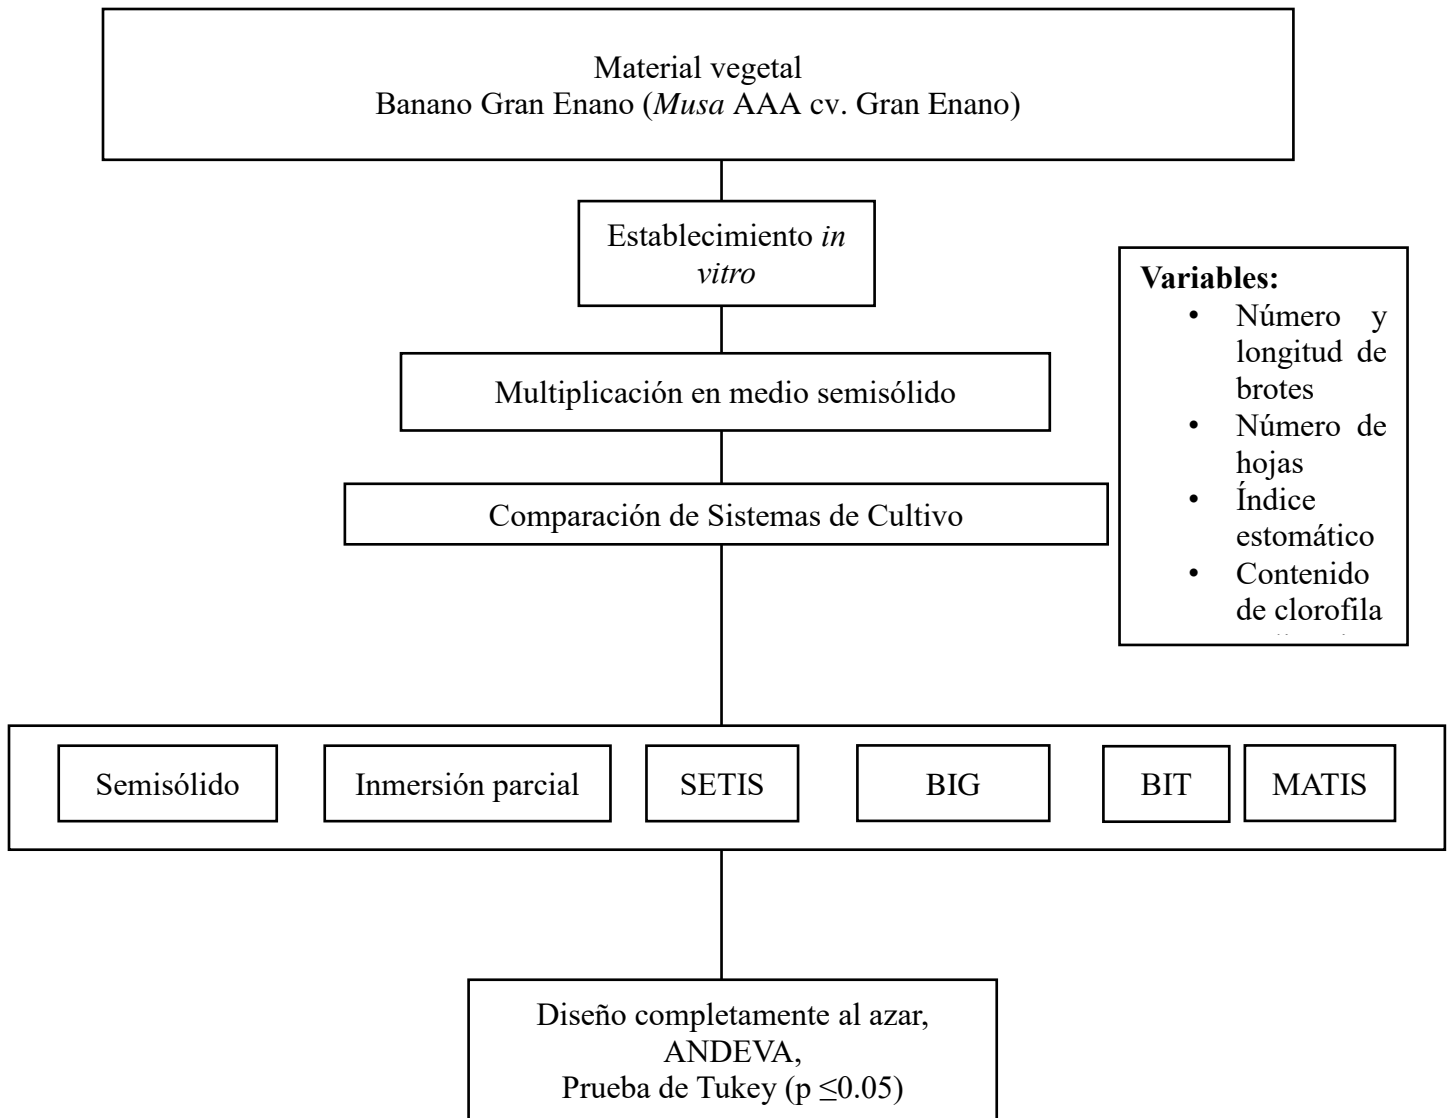 Material vegetal
Banano Gran Enano (Musa AAA cv. Gran Enano)
Establecimiento in
vitro
Variables:
• Número y
longitud de
brotes
• Número de
hojas
• Índice
estomático
• Contenido
de clorofila
Multiplicación en medio semisólido
Comparación de Sistemas de Cultivo
Semisólido
Inmersión parcial
SETIS
BIG
BIT
MATIS
Diseño completamente al azar,
ANDEVA,
Prueba de Tukey (p ≤0.05)